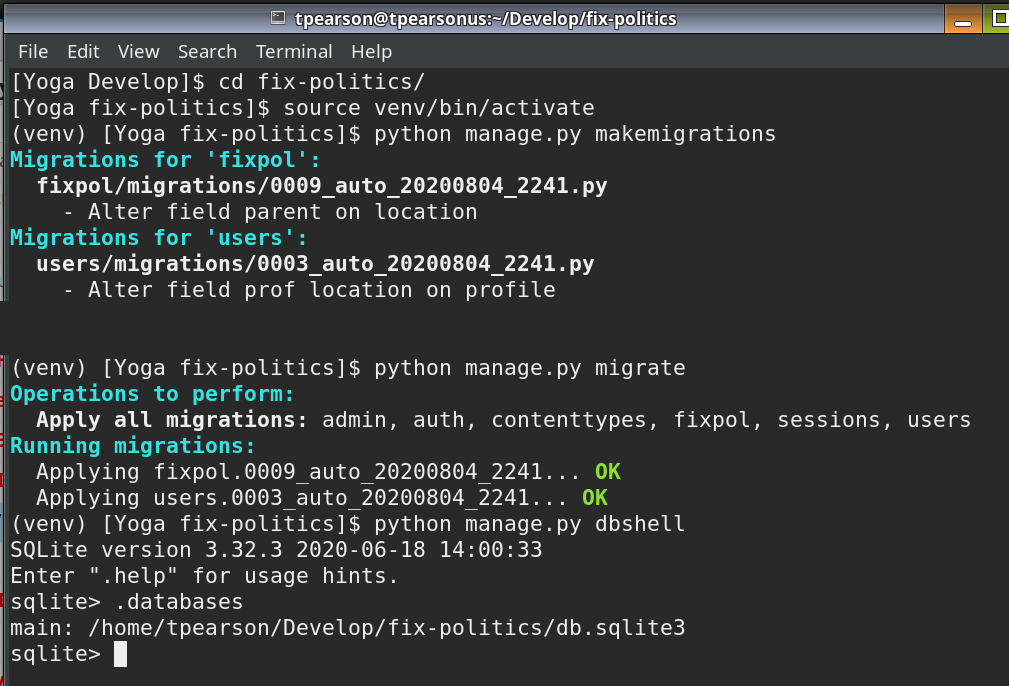 tpearson@tpearsonus:~/Develop/fix-politics
File Edit View Search Terminal Help
[Yoga Develop]$ cd fix-politics/
[Yoga fix-politics]$ source venv/bin/activate
(venv) [Yoga fix-politics]$ python manage.py makemigrations
Migrations for 'fixpol':
  fixpol/migrations/0009_auto_20200804_2241.py
    - Alter field parent on location
Migrations for 'users':
  users/migrations/0003_auto_20200804_2241.py
    - Alter field prof location on profile
(venv) [Yoga fix-politics]$ python manage.py migrate
Operations to perform:
  Apply all migrations: admin, auth, contenttypes, fixpol, sessions, users
Running migrations:
  Applying fixpol.0009_auto_20200804_2241... OK
  Applying users.0003_auto_20200804_2241... OK
(venv) [Yoga fix-politics]$ python manage.py dbshell
SQLite version 3.32.3 2020-06-18 14:00:33
Enter ".help" for usage hints.
sqlite> .databases
main: /home/tpearson/Develop/fix-politics/db.sqlite3
sqlite>